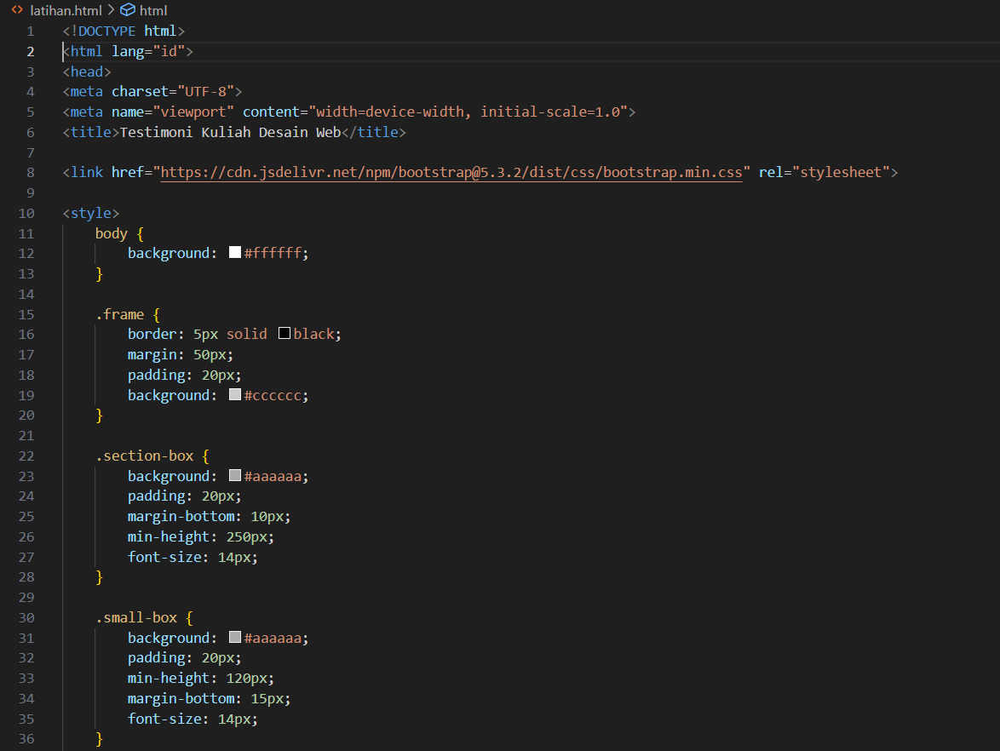 latihan.html > html
1 <!DOCTYPE html>
2 <html lang="id">
3 <head>
4 <meta charset="UTF-8">
5 <meta name="viewport" content="width=device-width, initial-scale=1.0">
6 <title>Testimoni Kuliah Desain Web</title>
7
8 <link href="https://cdn.jsdelivr.net/npm/bootstrap@5.3.2/dist/css/bootstrap.min.css" rel="stylesheet">
9
10 <style>
11     body {
12         background: #ffffff;
13     }
14
15     .frame {
16         border: 5px solid black;
17         margin: 50px;
18         padding: 20px;
19         background: #cccccc;
20     }
21
22     .section-box {
23         background: #aaaaaa;
24         padding: 20px;
25         margin-bottom: 10px;
26         min-height: 250px;
27         font-size: 14px;
28     }
29
30     .small-box {
31         background: #aaaaaa;
32         padding: 20px;
33         min-height: 120px;
34         margin-bottom: 15px;
35         font-size: 14px;
36     }